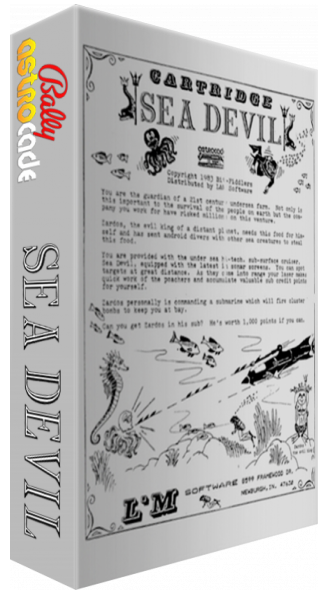 Bally
ASTROCADE
SEA DEVIL
CARTRIDGE
SEA DEVIL
astrocade
Copyright 1983 Bit-Fiddlers
Distributed by L&M Software
You are the guardian of a 21st century undersea farm. Not only is
this important to the survival of the people on earth but the com-
pany you work for have risked millions on this venture.
Zardos, the evil king of a distant planet, needs this food for him-
self and has sent android divers with other sea creatures to steal
this food.
You are provided with the under sea hi-tech. sub-surface cruiser,
Sea Devil, equipped with the latest in sonar screens. You can spot
targets at great distance. As they come into range your laser makes
quick work of the poachers and accumulate valuable sub credit points
for yourself.
Zardos personally is commanding a submarine which will fire cluster
bombs to keep you at bay.
Can you get Zardos in his sub? He's worth 1,000 points if you can.
L'M SOFTWARE 8599 FRAMEWOOD DR.
NEWBURGH, IN. 47630